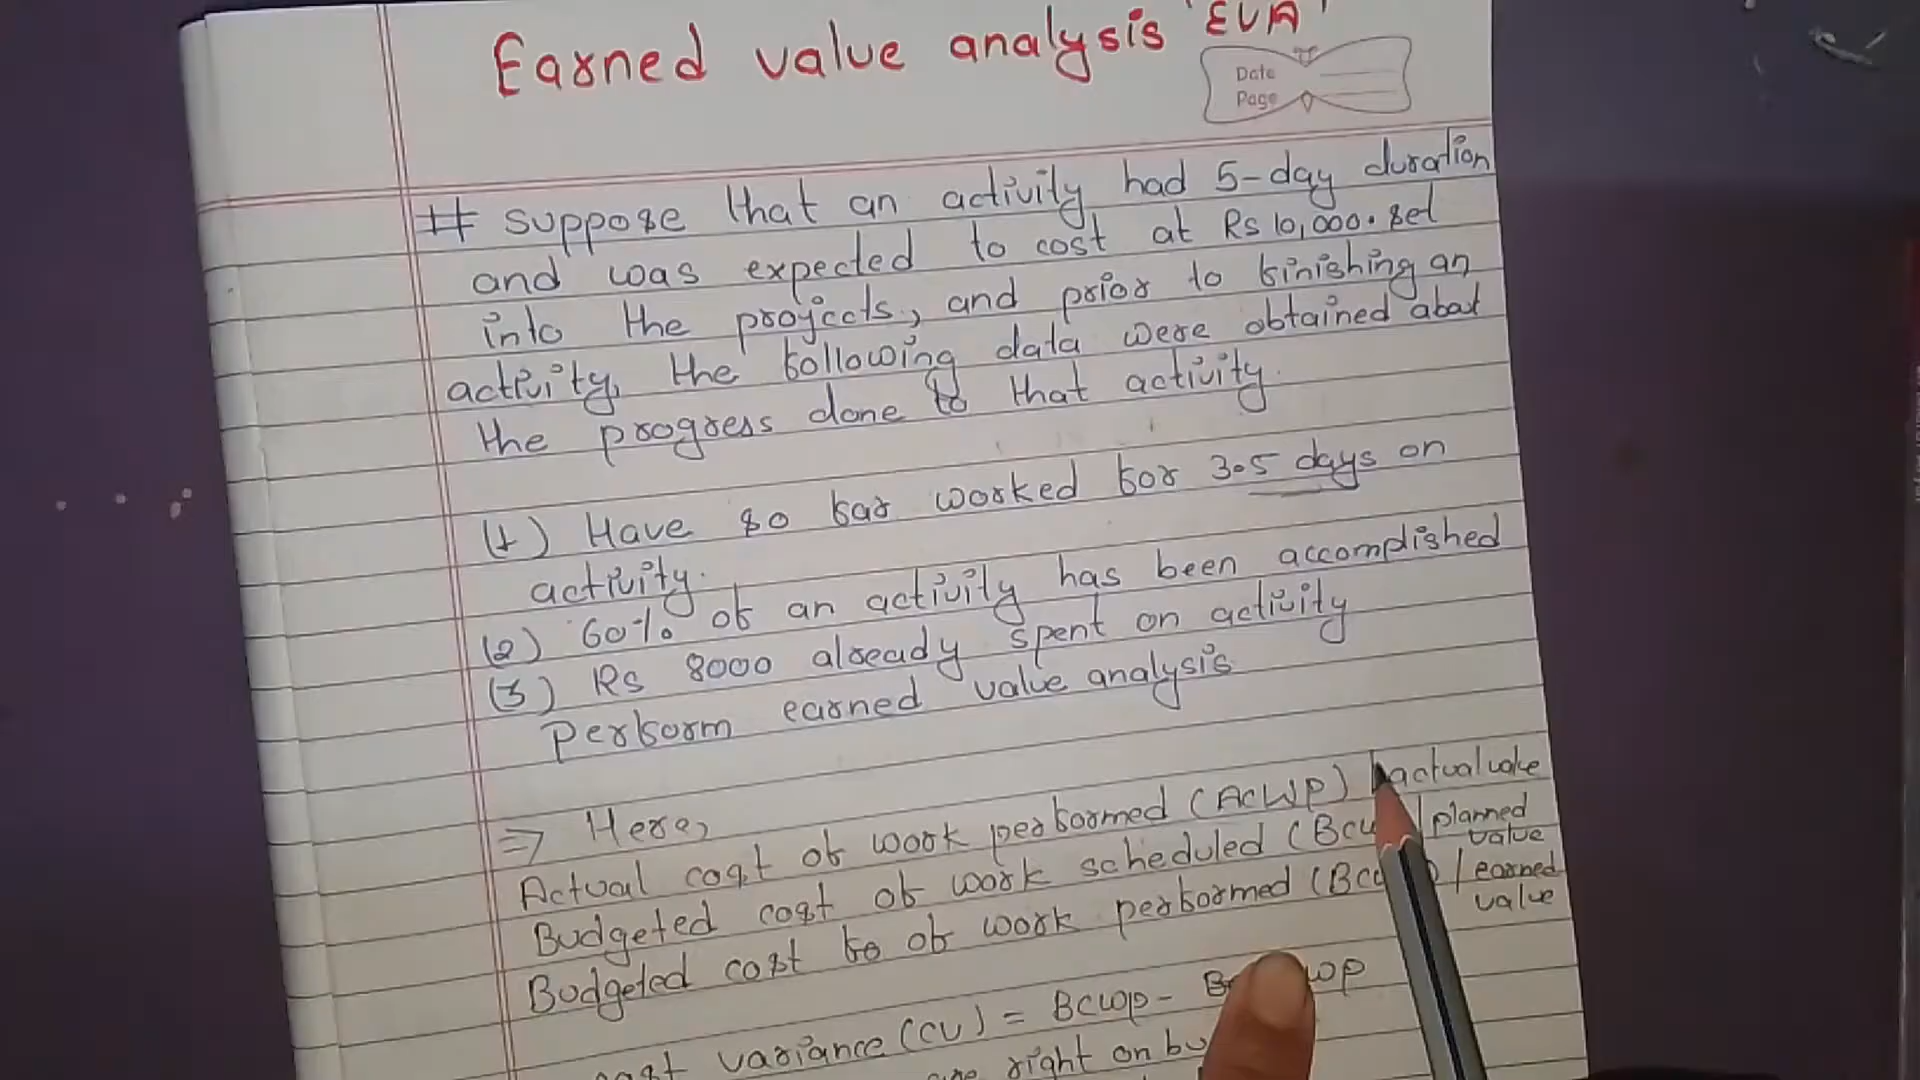 Earned value analysis 'EVA'
Date
Page
# suppose that an activity had 5-day duration
and was expected to cost at Rs 10,000. set
into the projects, and prior to finishing an
activity, the following data were obtained about
the progress done to that activity.
(1) Have so far worked for 3.5 days on
activity.
(2) 60% of an activity has been accomplished
(3) Rs 8000 already spent on activity
Perform earned value analysis
⇒ Here,
Actual cost of work performed (ACWP) / actual value
Budgeted cost of work scheduled (BCW / planned value
Budgeted cost of work performed (BC / earned value
cost variance (CV) = BCWP - WP
right on bu